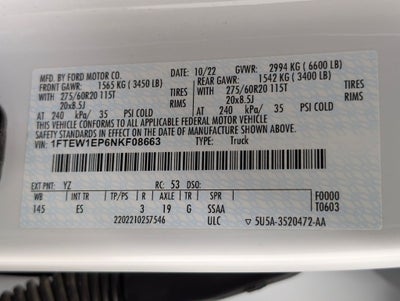 MFD. BY FORD MOTOR CO. 10/22 GVWR: 2994 KG (6600 LB)
FRONT GAWR: 1565 KG (3450 LB) REAR GAWR: 1542 KG (3400 LB)
WITH 275/60R20 115T TIRES WITH 275/60R20 115T TIRES
20x8.5J RIMS 20x8.5J RIMS
AT 240 kPa/ 35 PSI COLD AT 240 kPa/ 35 PSI COLD
THIS VEHICLE CONFORMS TO ALL APPLICABLE FEDERAL MOTOR VEHICLE
SAFETY STANDARDS IN EFFECT ON THE DATE OF MANUFACTURE SHOWN ABOVE.
VIN: 1FTEW1EP6NKF08663 TYPE: Truck
EXT PNT: YZ RC: 53 DSO:
WB INT TR TP/PS R AXLE TR SPR F0000
145 ES 3 19 G SSAA T0603
2202210257546 ULC ▽ 5U5A-3520472-AA